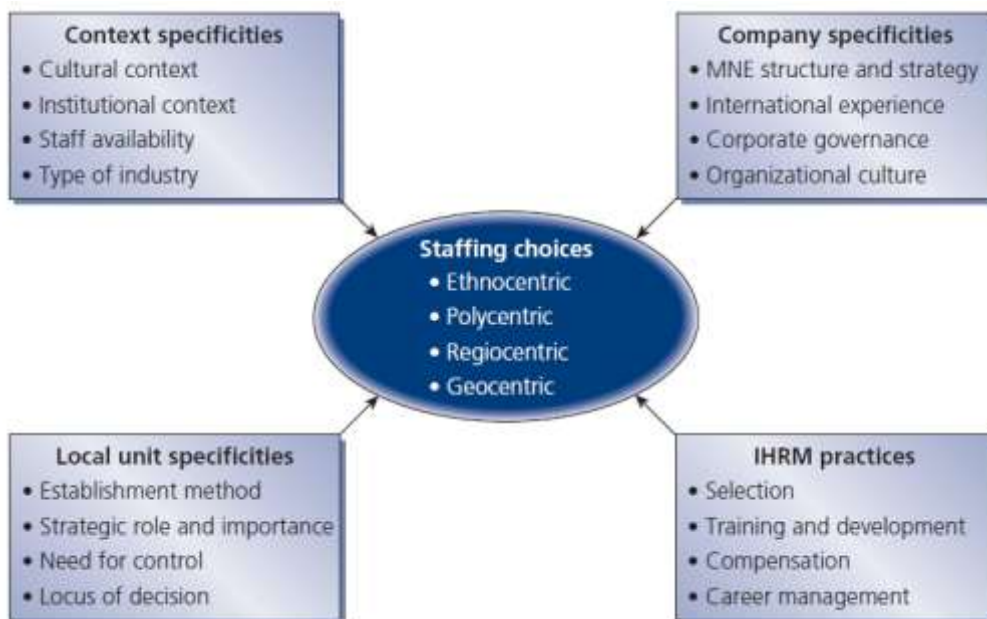 Context specificities
• Cultural context
• Institutional context
• Staff availability
• Type of industry
Company specificities
• MNE structure and strategy
• International experience
• Corporate governance
• Organizational culture
Staffing choices
• Ethnocentric
• Polycentric
• Regiocentric
• Geocentric
Local unit specificities
• Establishment method
• Strategic role and importance
• Need for control
• Locus of decision
IHRM practices
• Selection
• Training and development
• Compensation
• Career management